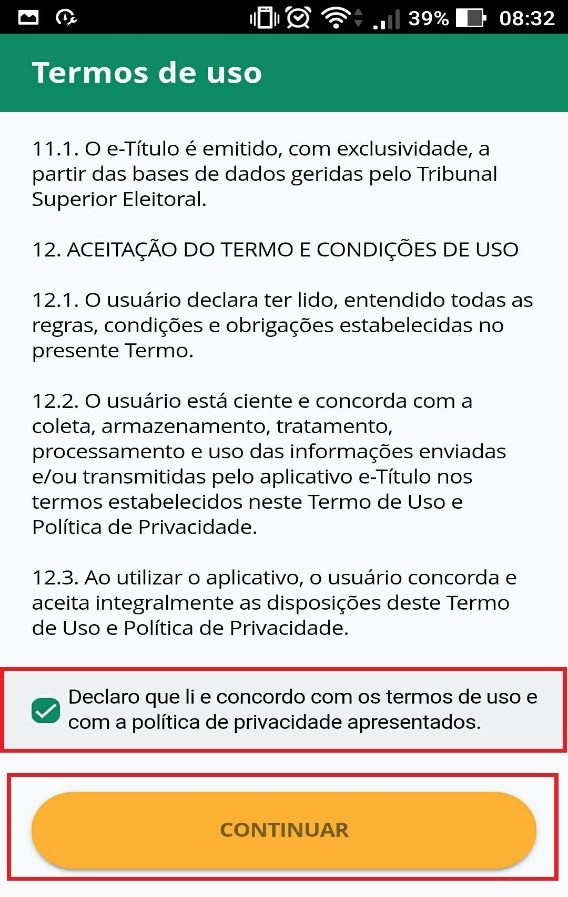 39% 08:32
Termos de uso
11.1. O e-Título é emitido, com exclusividade, a
partir das bases de dados geridas pelo Tribunal
Superior Eleitoral.
12. ACEITAÇÃO DO TERMO E CONDIÇÕES DE USO
12.1. O usuário declara ter lido, entendido todas as
regras, condições e obrigações estabelecidas no
presente Termo.
12.2. O usuário está ciente e concorda com a
coleta, armazenamento, tratamento,
processamento e uso das informações enviadas
e/ou transmitidas pelo aplicativo e-Título nos
termos estabelecidos neste Termo de Uso e
Política de Privacidade.
12.3. Ao utilizar o aplicativo, o usuário concorda e
aceita integralmente as disposições deste Termo
de Uso e Política de Privacidade.
Declaro que li e concordo com os termos de uso e
com a política de privacidade apresentados.
CONTINUAR